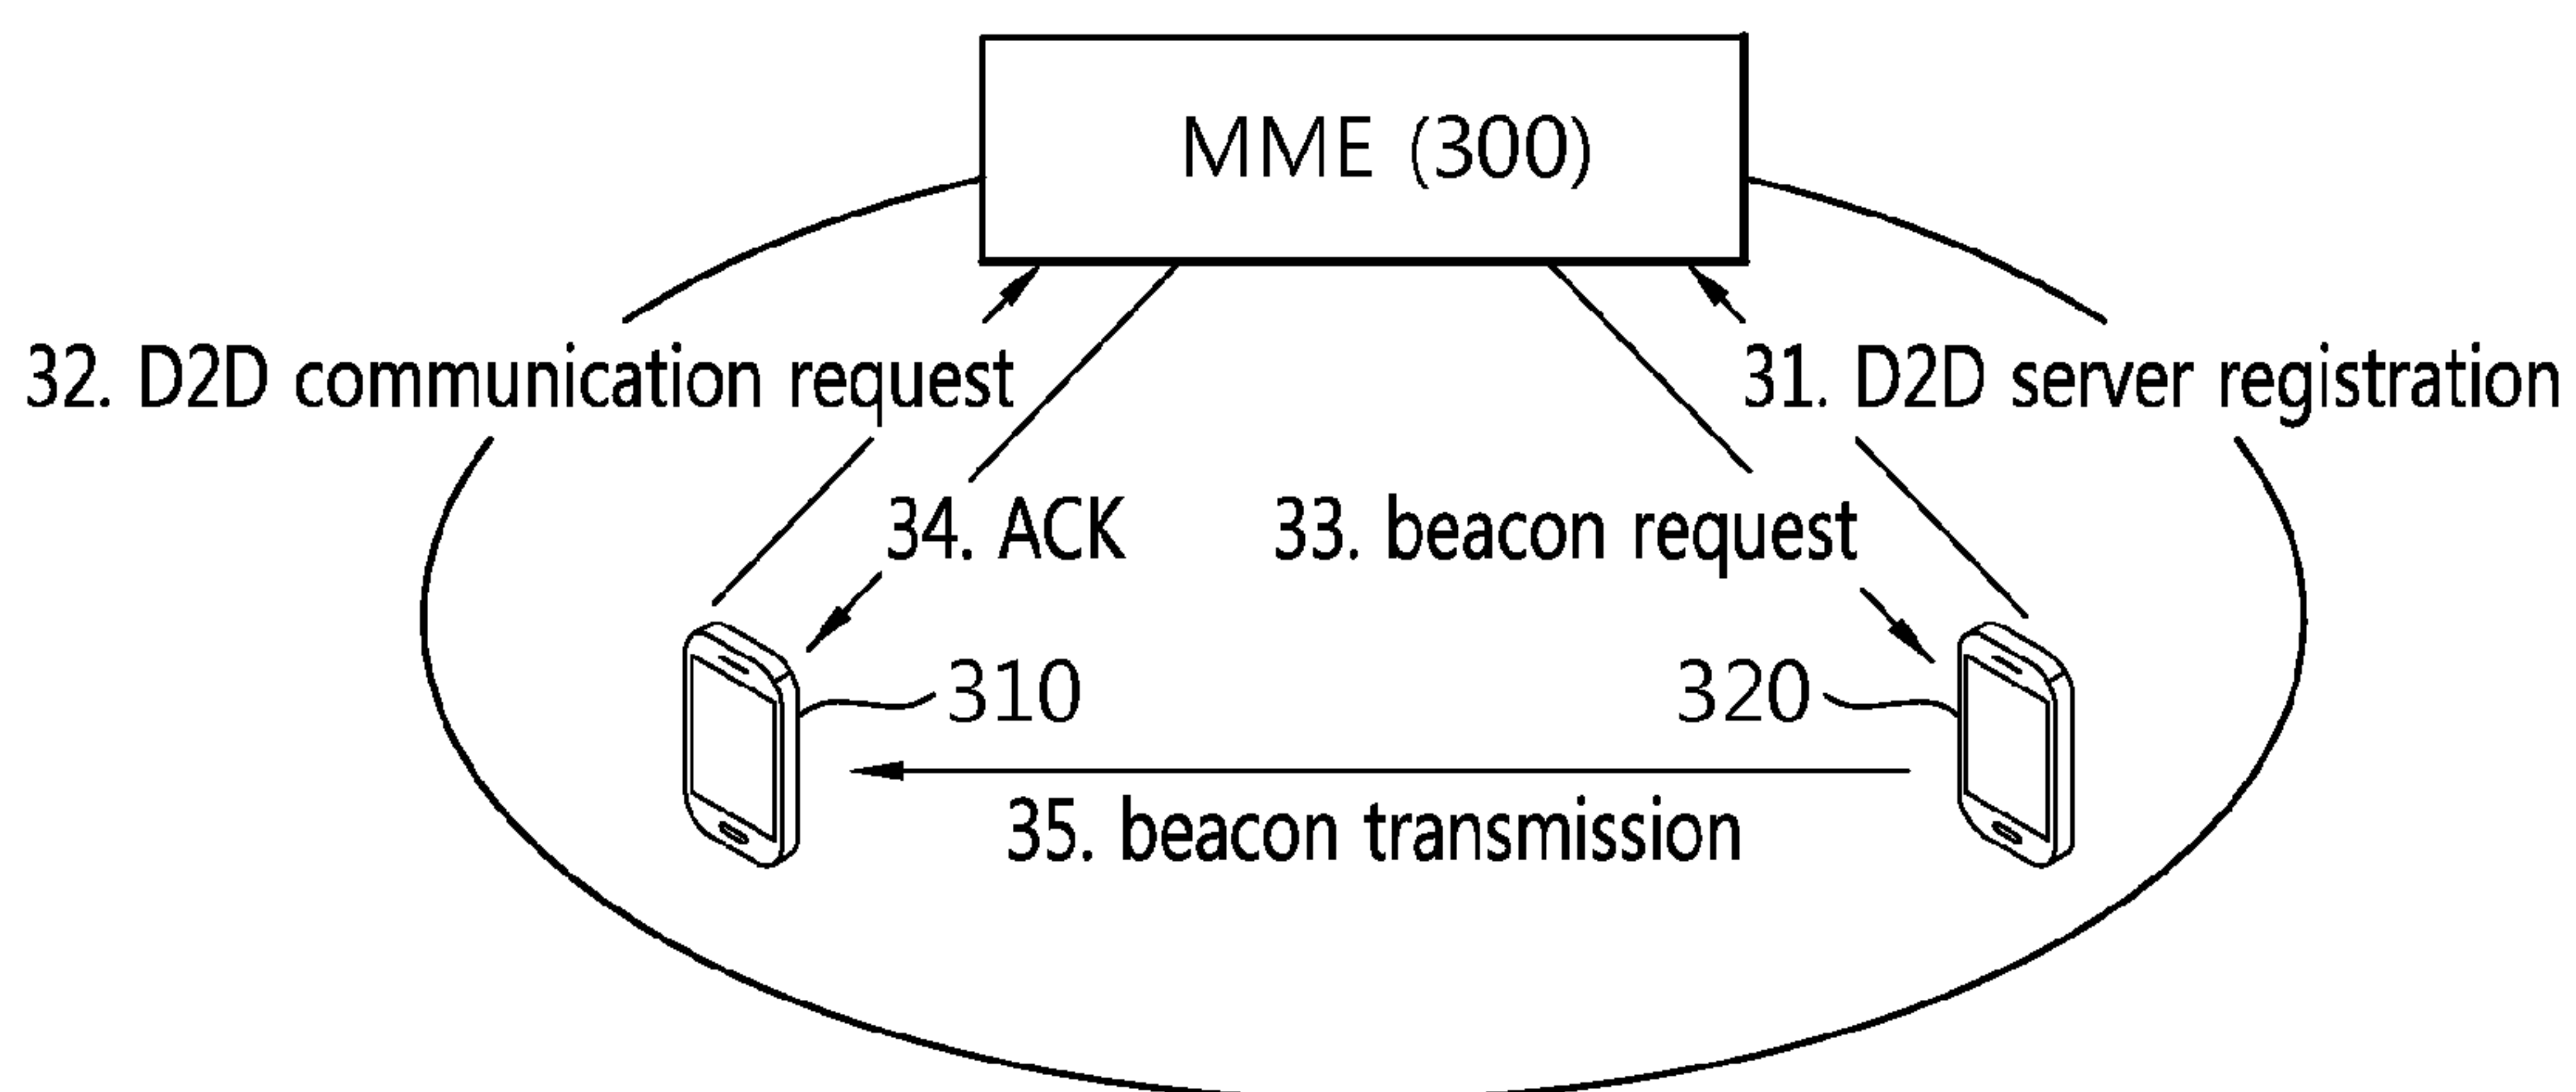 MME (300)
32. D2D communication request
31. D2D server registration
34. ACK
33. beacon request
310
320
35. beacon transmission